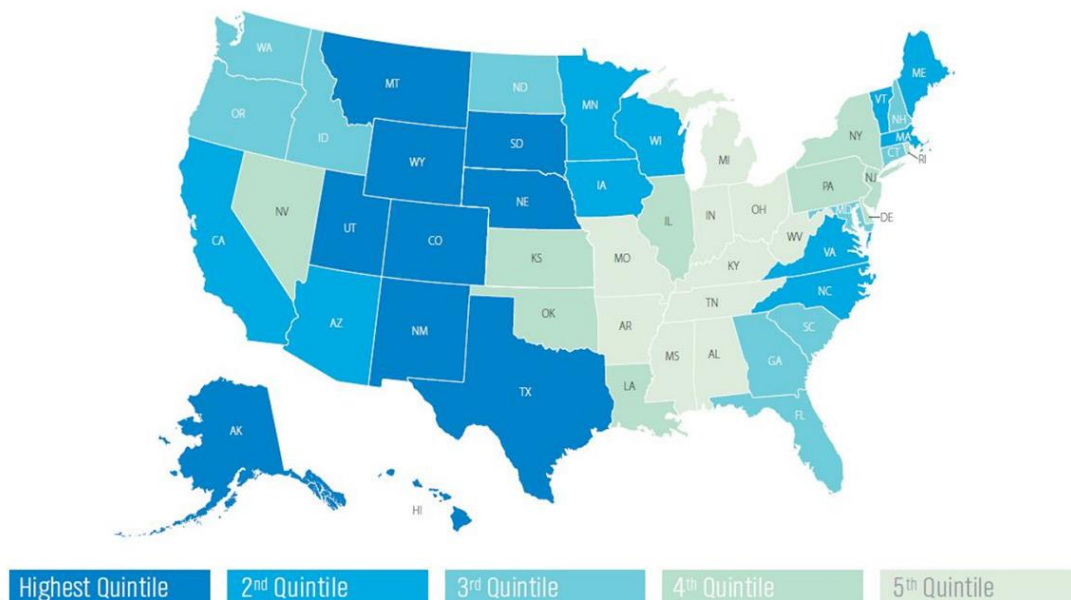 WA
MT
ND
MN
ME
VT
NH
OR
ID
WI
NY
MA
SD
CT
RI
WY
MI
PA
NJ
IA
NE
NV
OH
IL
IN
DE
MD
UT
CO
WV
CA
VA
KS
MO
KY
NC
TN
AZ
OK
NM
AR
SC
MS
AL
GA
TX
LA
FL
AK
HI
Highest Quintile
2nd Quintile
3rd Quintile
4th Quintile
5th Quintile